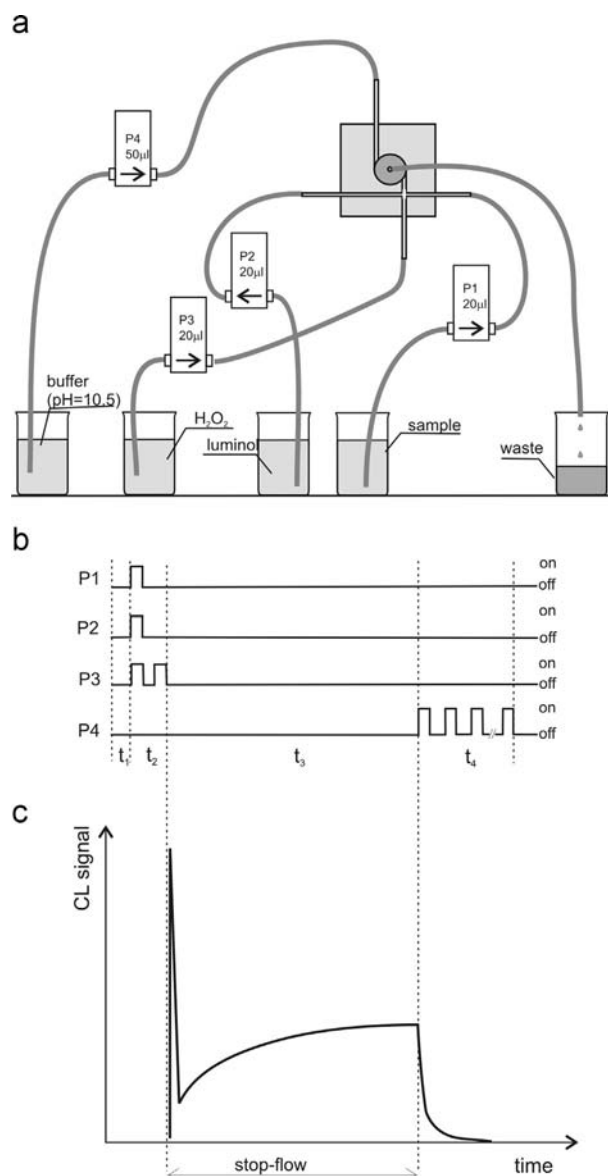 a
P4
50µl
P2
20µl
P1
20µl
P3
20µl
buffer
(pH=10.5)
H₂O₂
luminol
sample
waste
b
P1 on
off
P2 on
off
P3 on
off
P4 on
off
t₁ t₂ t₃ t₄
c
CL signal
stop-flow
time